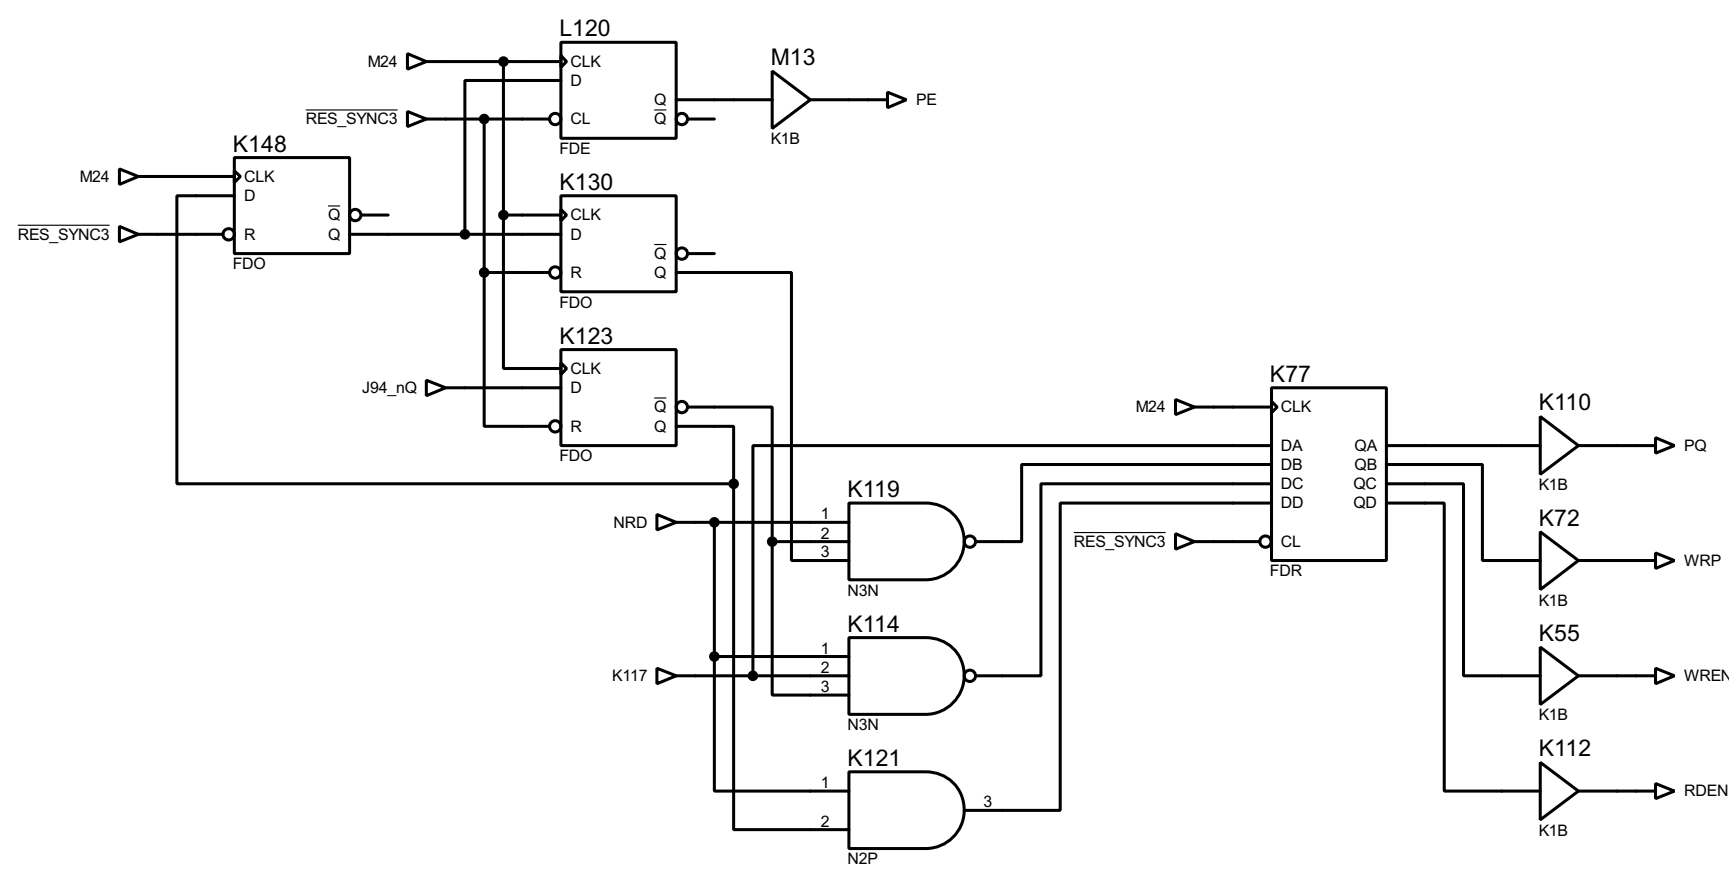 L120
M24
CLK
D
RES_SYNC3
CL
Q
Q
FDE
M13
K1B
PE
K148
M24
CLK
D
RES_SYNC3
R
Q
Q
FDO
K130
CLK
D
R
Q
Q
FDO
K123
CLK
J94_nQ
D
R
Q
Q
FDO
K119
NRD
1
2
3
N3N
K114
K117
1
2
3
N3N
K121
1
2
3
N2P
K77
M24
CLK
DA
DB
DC
DD
RES_SYNC3
CL
QA
QB
QC
QD
FDR
K110
K1B
PQ
K72
K1B
WRP
K55
K1B
WREN
K112
K1B
RDEN